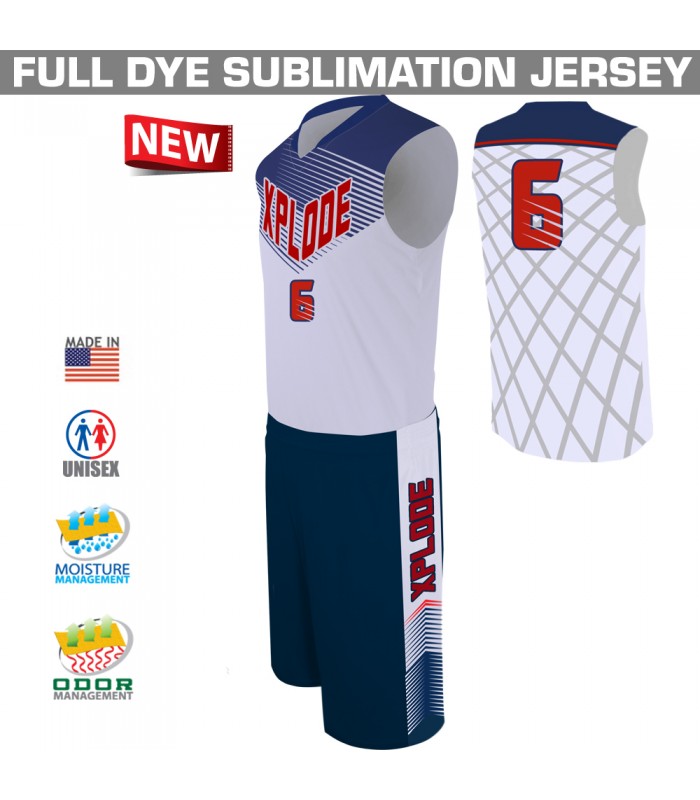 FULL DYE SUBLIMATION JERSEY
NEW
XPLODE
6
6
MADE IN
UNISEX
MOISTURE
MANAGEMENT
ODOR
MANAGEMENT
XPLODE